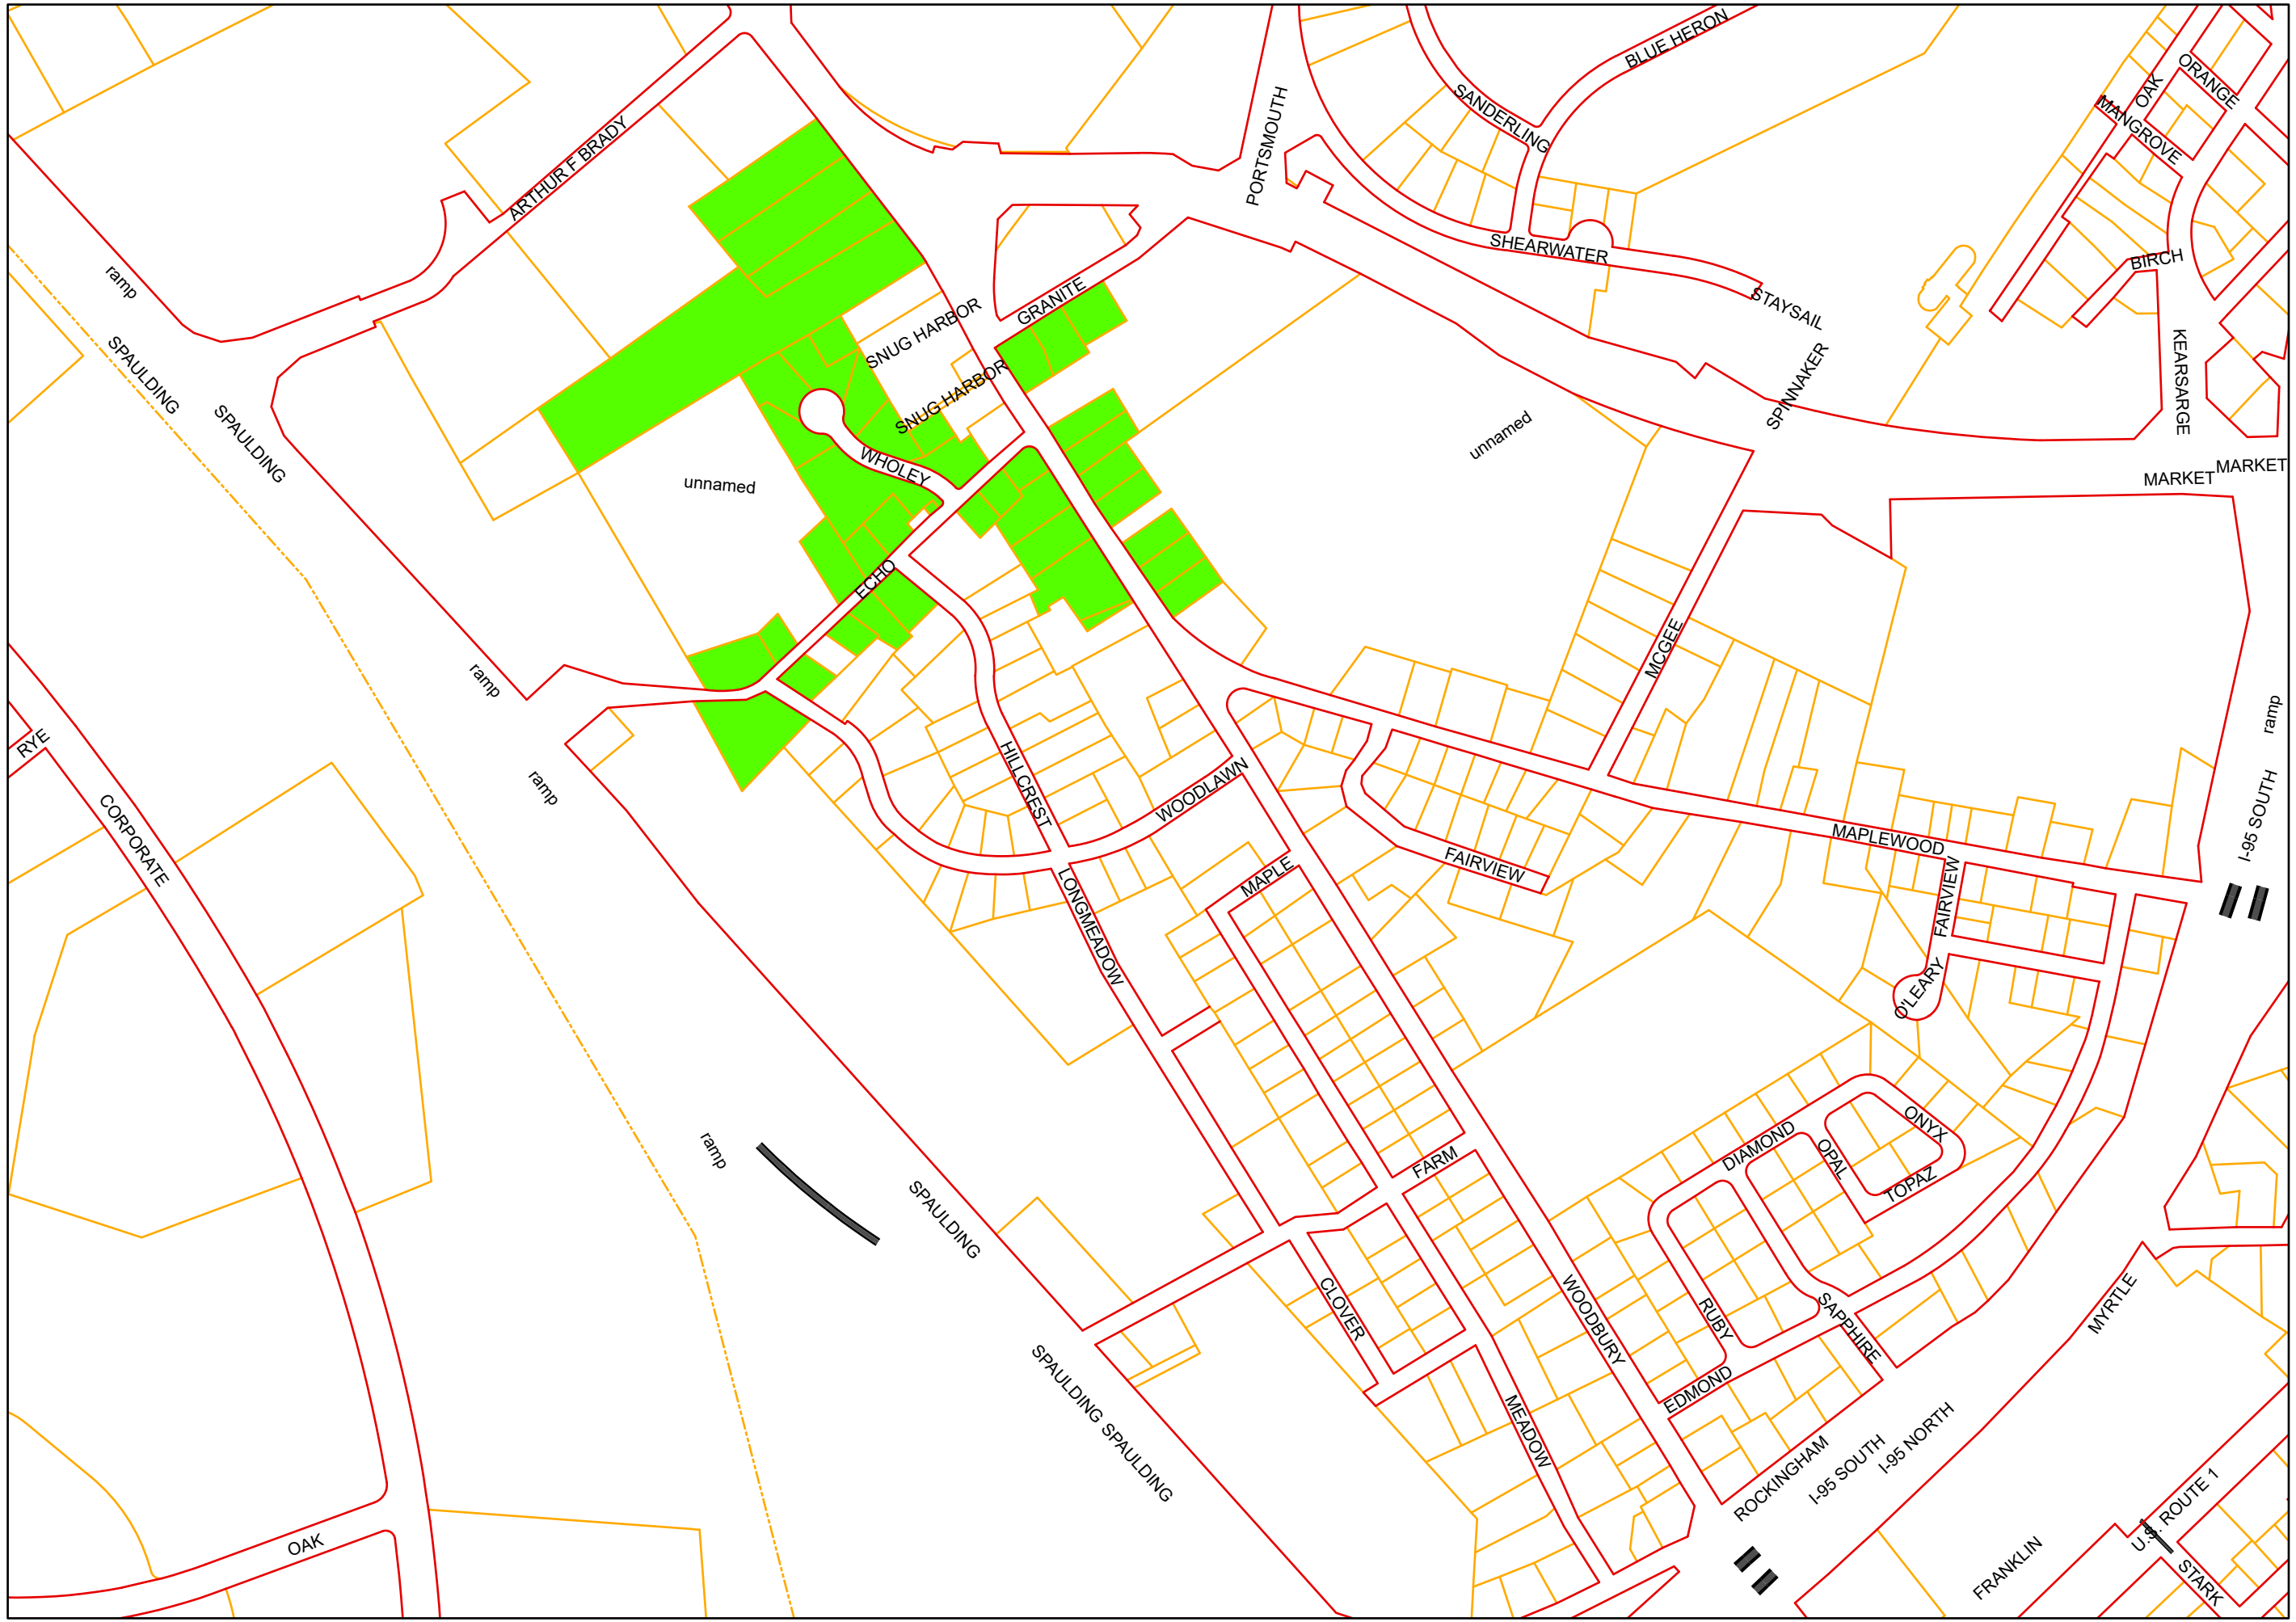 BLUE HERON
ORANGE
OAK
SANDERLING
MANGROVE
PORTSMOUTH
ARTHUR F BRADY
SHEARWATER
BIRCH
ramp
GRANITE
STAYSAIL
SNUG HARBOR
SPAULDING
SPINNAKER
KEARSARGE
SNUG HARBOR
SPAULDING
unnamed
WHOLEY
MARKET
MARKET
unnamed
ECHO
MCGEE
ramp
ramp
RYE
HILLCREST
WOODLAWN
ramp
I-95 SOUTH
CORPORATE
MAPLEWOOD
FAIRVIEW
MAPLE
FAIRVIEW
LONGMEADOW
O'LEARY
ONYX
DIAMOND
OPAL
TOPAZ
FARM
ramp
SPAULDING
CLOVER
WOODBURY
RUBY
SAPPHIRE
MYRTLE
SPAULDING
SPAULDING
EDMOND
MEADOW
I-95 NORTH
I-95 SOUTH
ROCKINGHAM
U.S. ROUTE 1
OAK
FRANKLIN
STARK